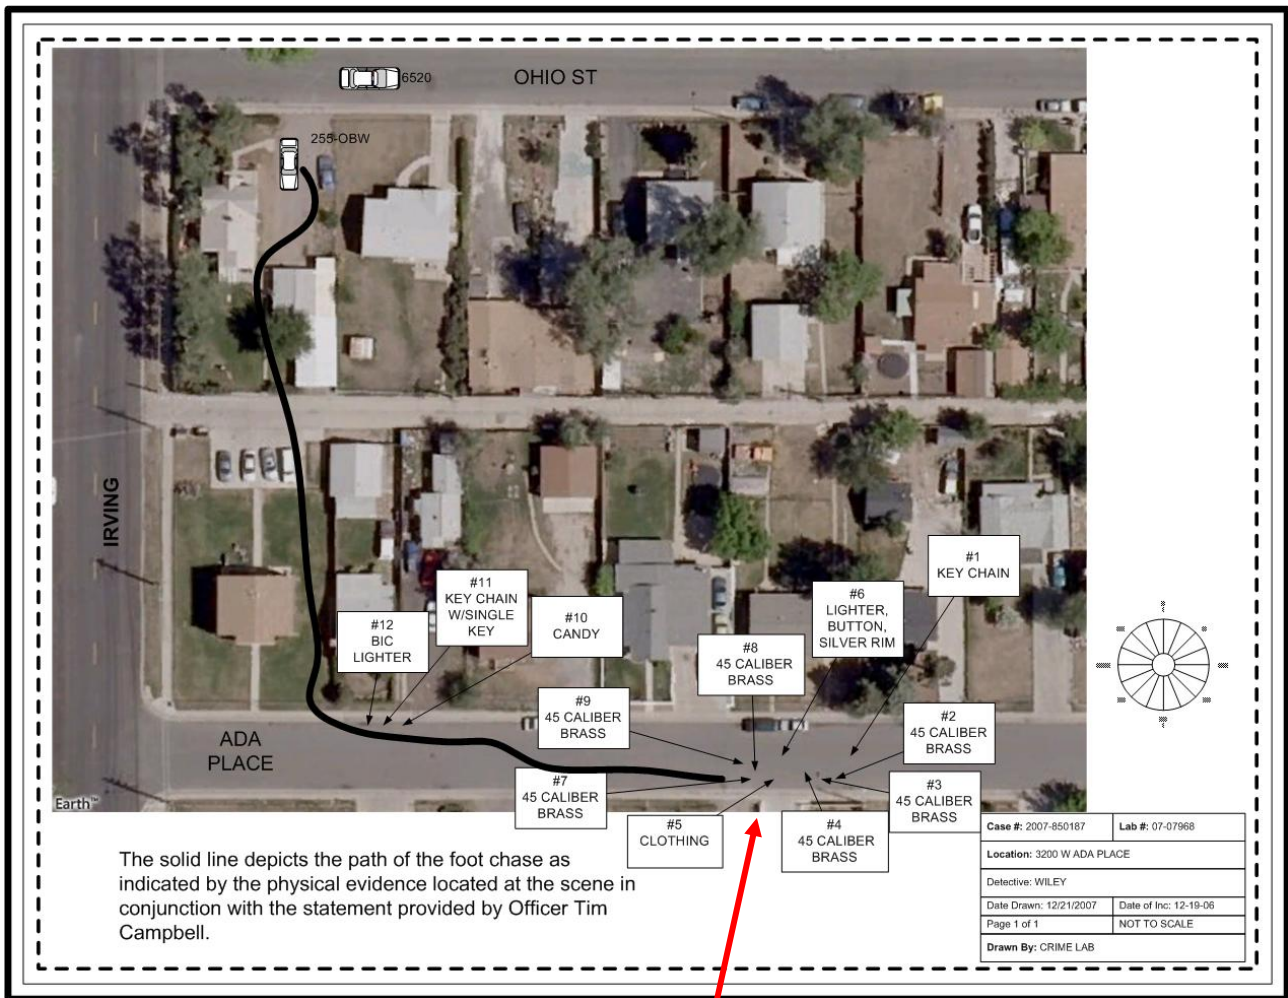 OHIO ST
6520
255-OBW
IRVING
#1
KEY CHAIN
#11
KEY CHAIN
W/SINGLE
KEY
#6
LIGHTER,
BUTTON,
SILVER RIM
#10
CANDY
#12
BIC
LIGHTER
#8
45 CALIBER
BRASS
#9
45 CALIBER
BRASS
#2
45 CALIBER
BRASS
ADA
PLACE
#7
45 CALIBER
BRASS
#3
45 CALIBER
BRASS
#5
CLOTHING
#4
45 CALIBER
BRASS
Earth™
The solid line depicts the path of the foot chase as
indicated by the physical evidence located at the scene in
conjunction with the statement provided by Officer Tim
Campbell.
Case #: 2007-850187 Lab #: 07-07968
Location: 3200 W ADA PLACE
Detective: WILEY
Date Drawn: 12/21/2007 Date of Inc: 12-19-06
Page 1 of 1 NOT TO SCALE
Drawn By: CRIME LAB